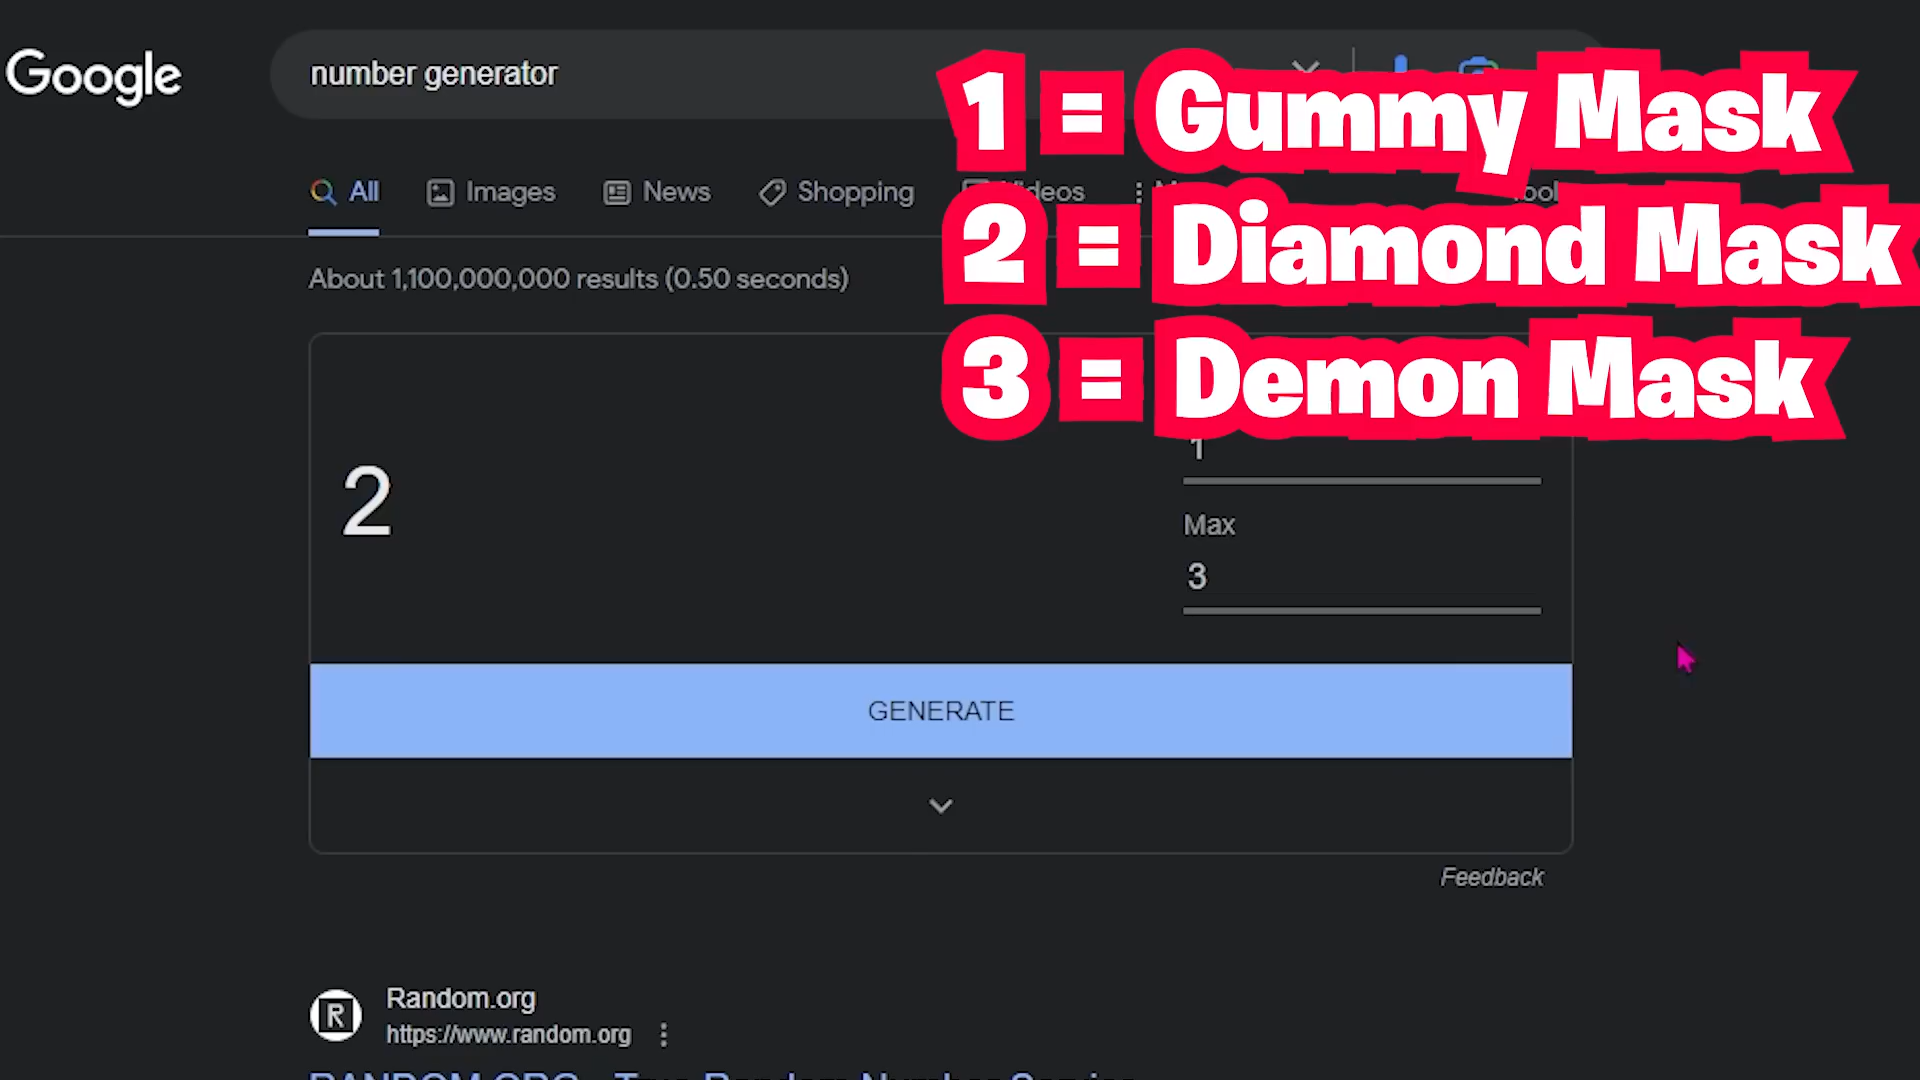 Google
number generator
1 = Gummy Mask
All
Images
News
Shopping
2 = Diamond Mask
About 1,100,000,000 results (0.50 seconds)
3 = Demon Mask
2
1
Max
3
GENERATE
Feedback
R
Random.org
https://www.random.org